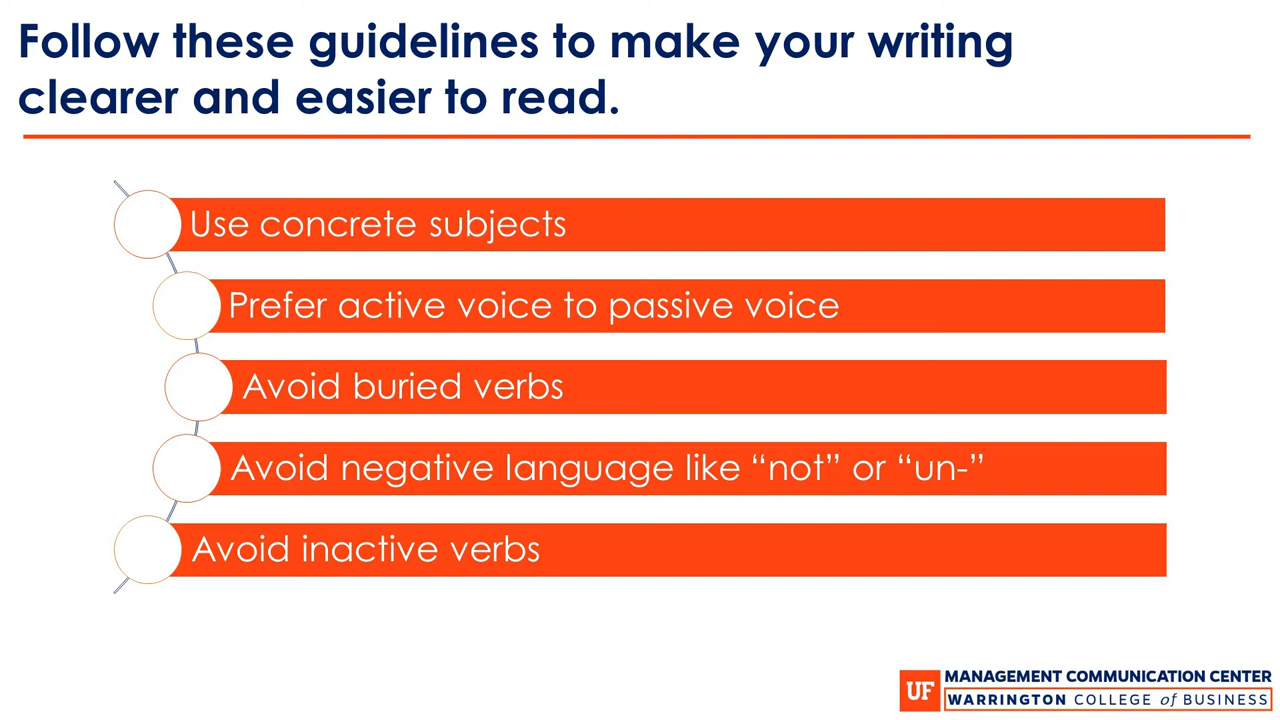 Follow these guidelines to make your writing
clearer and easier to read.
Use concrete subjects
Prefer active voice to passive voice
Avoid buried verbs
Avoid negative language like “not” or “un-”
Avoid inactive verbs
UF MANAGEMENT COMMUNICATION CENTER
WARRINGTON COLLEGE of BUSINESS